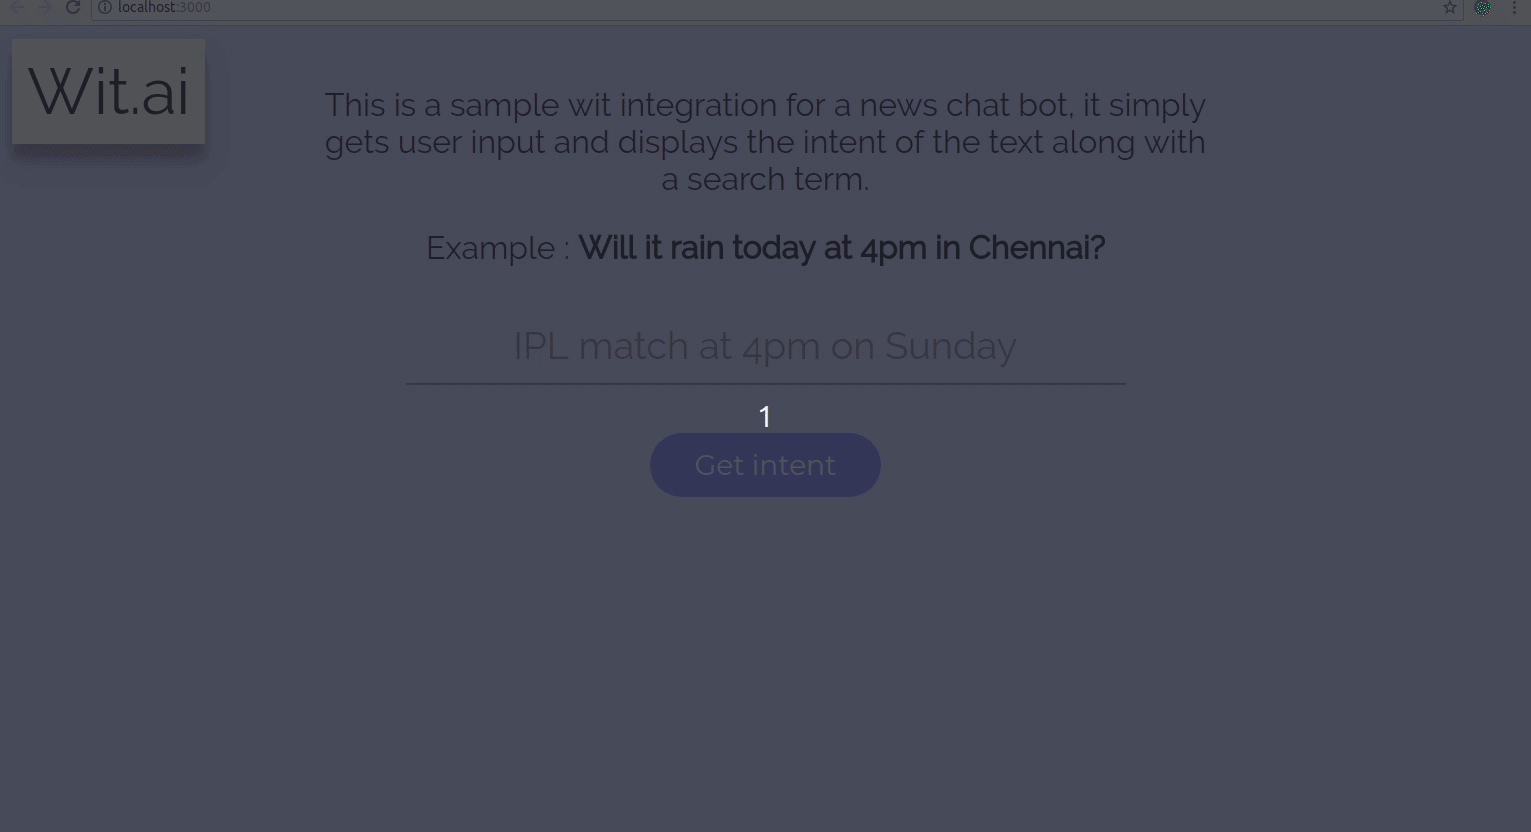 localhost:3000
Wit.ai
This is a sample wit integration for a news chat bot, it simply
gets user input and displays the intent of the text along with
a search term.
Example : Will it rain today at 4pm in Chennai?
IPL match at 4pm on Sunday
1
Get intent